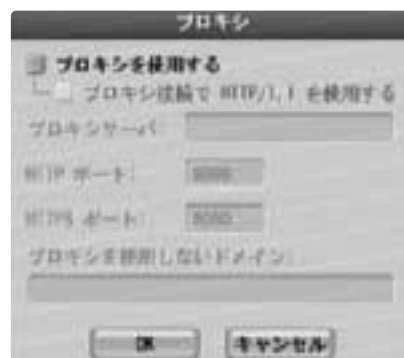 プロキシ
プロキシを使用する
プロキシ接続で HTTP/1.1 を使用する
プロキシサーバ:
HTTP ポート:
8080
HTTPS ポート:
8080
プロキシを使用しないドメイン:
OK
キャンセル